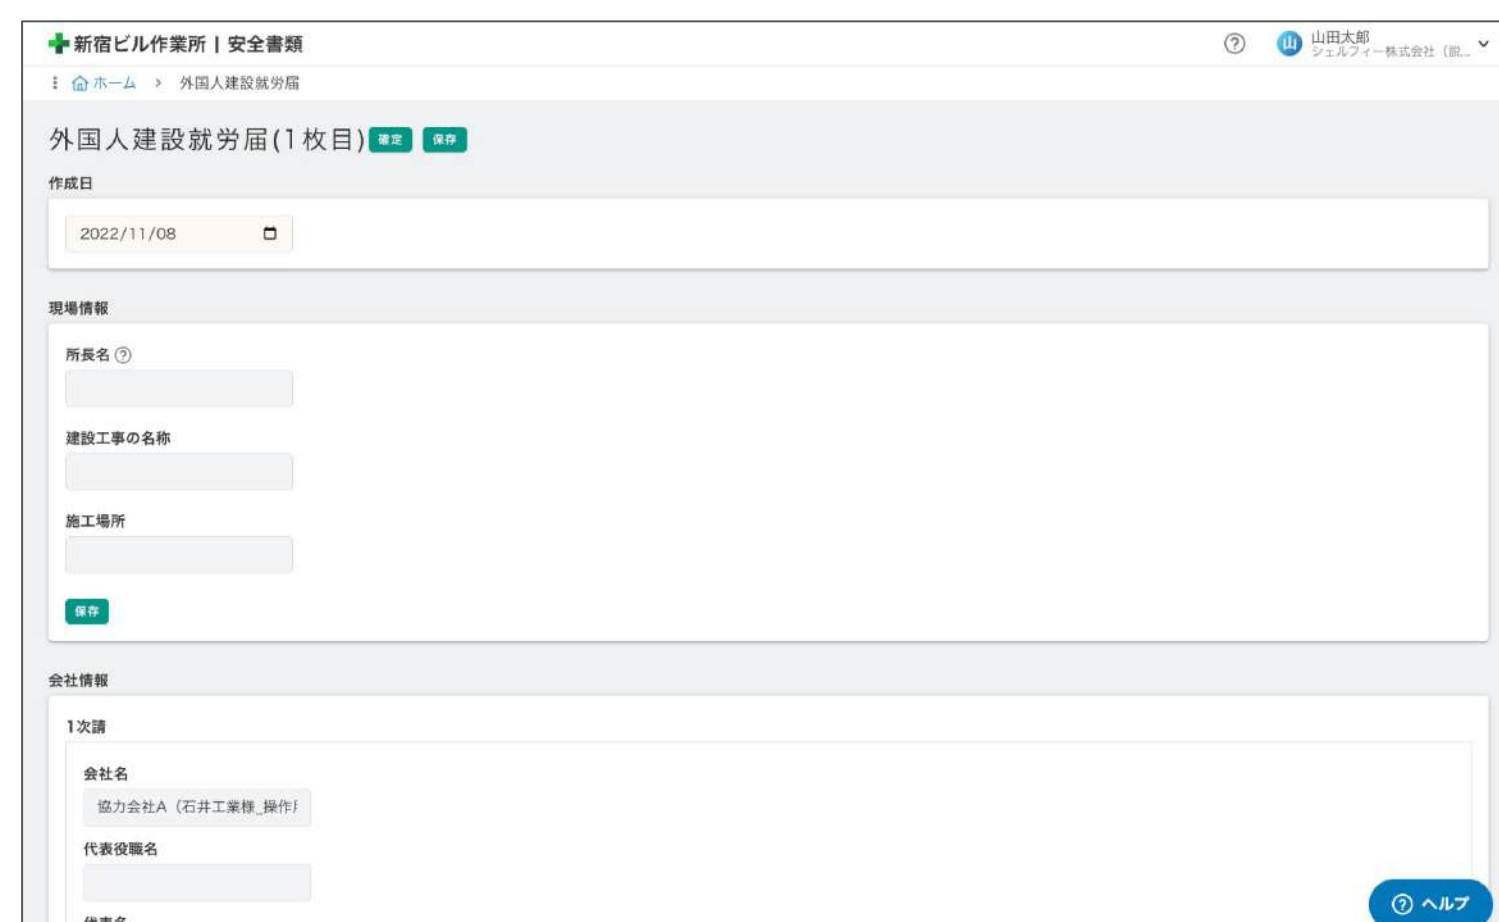 新宿ビル作業所 | 安全書類
山田太郎
シェルフィー株式会社（説...
ホーム > 外国人建設就労届
外国人建設就労届(1枚目) 確定 保存
作成日
2022/11/08
現場情報
所長名
建設工事の名称
施工場所
保存
会社情報
1次請
会社名
協力会社A（石井工業様_操作
代表役職名
代表名
ヘルプ